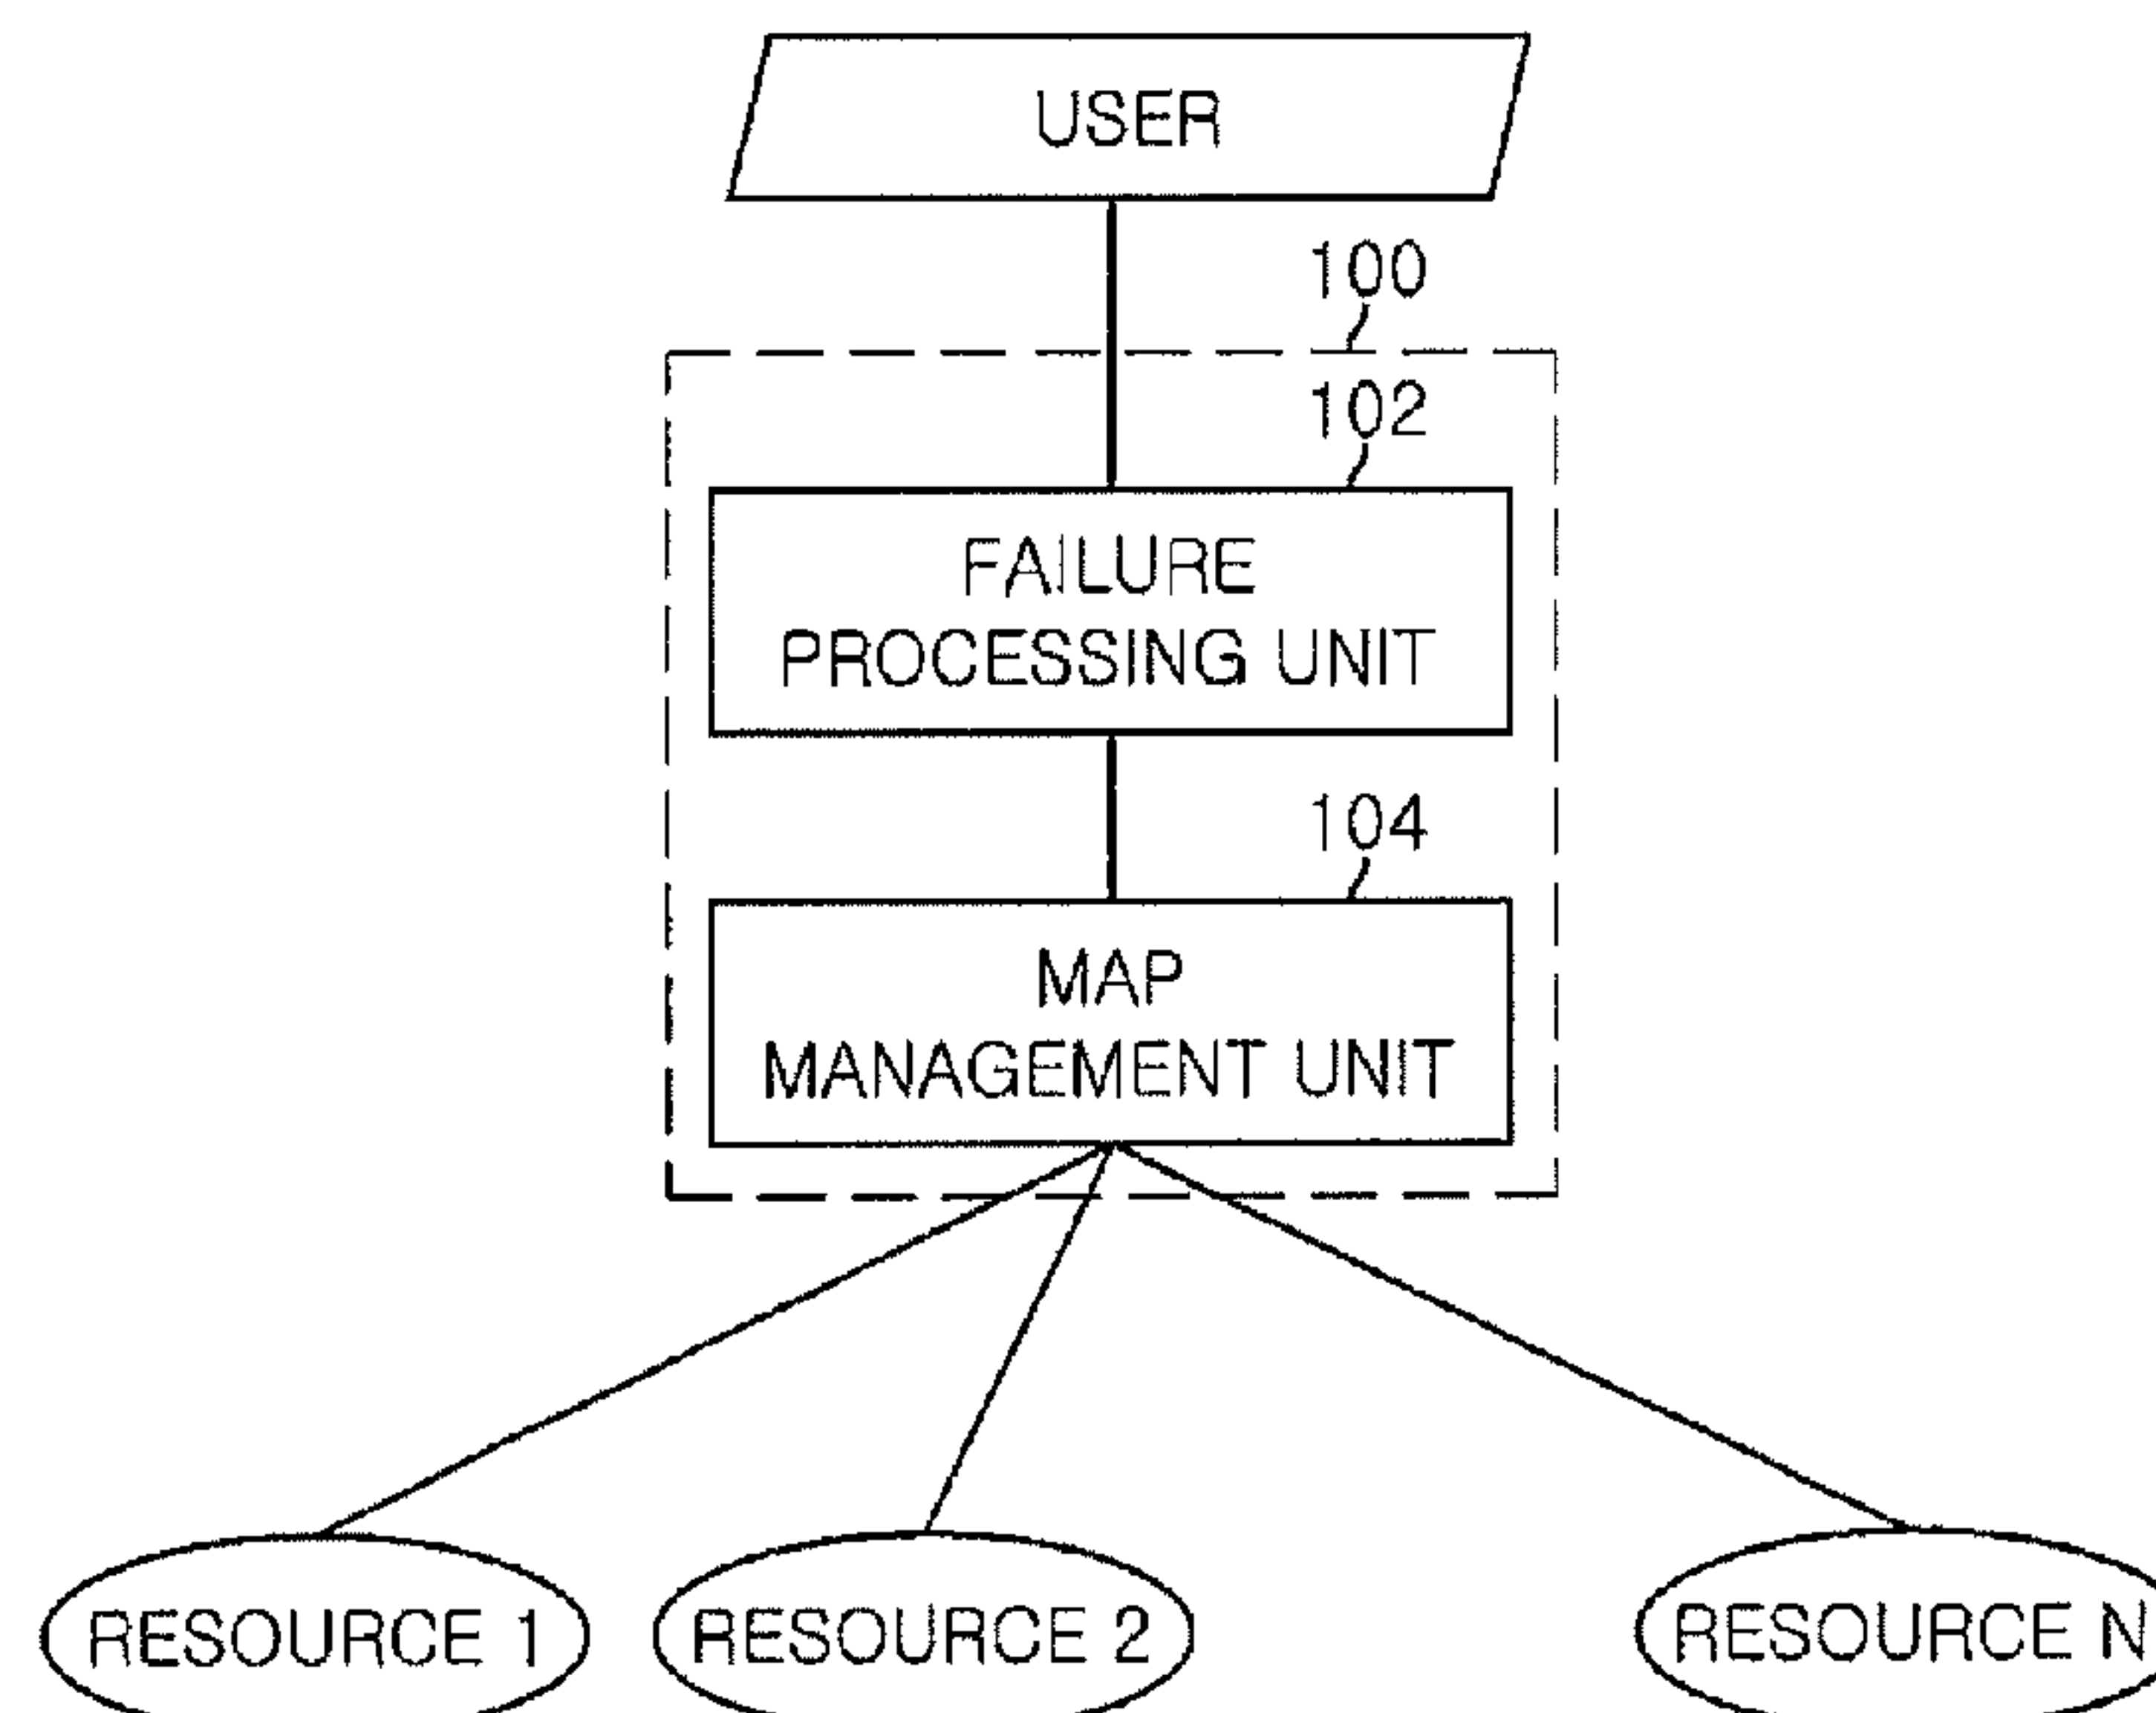 USER
100
102
FAILURE
PROCESSING UNIT
104
MAP
MANAGEMENT UNIT
RESOURCE 1
RESOURCE 2
RESOURCE N